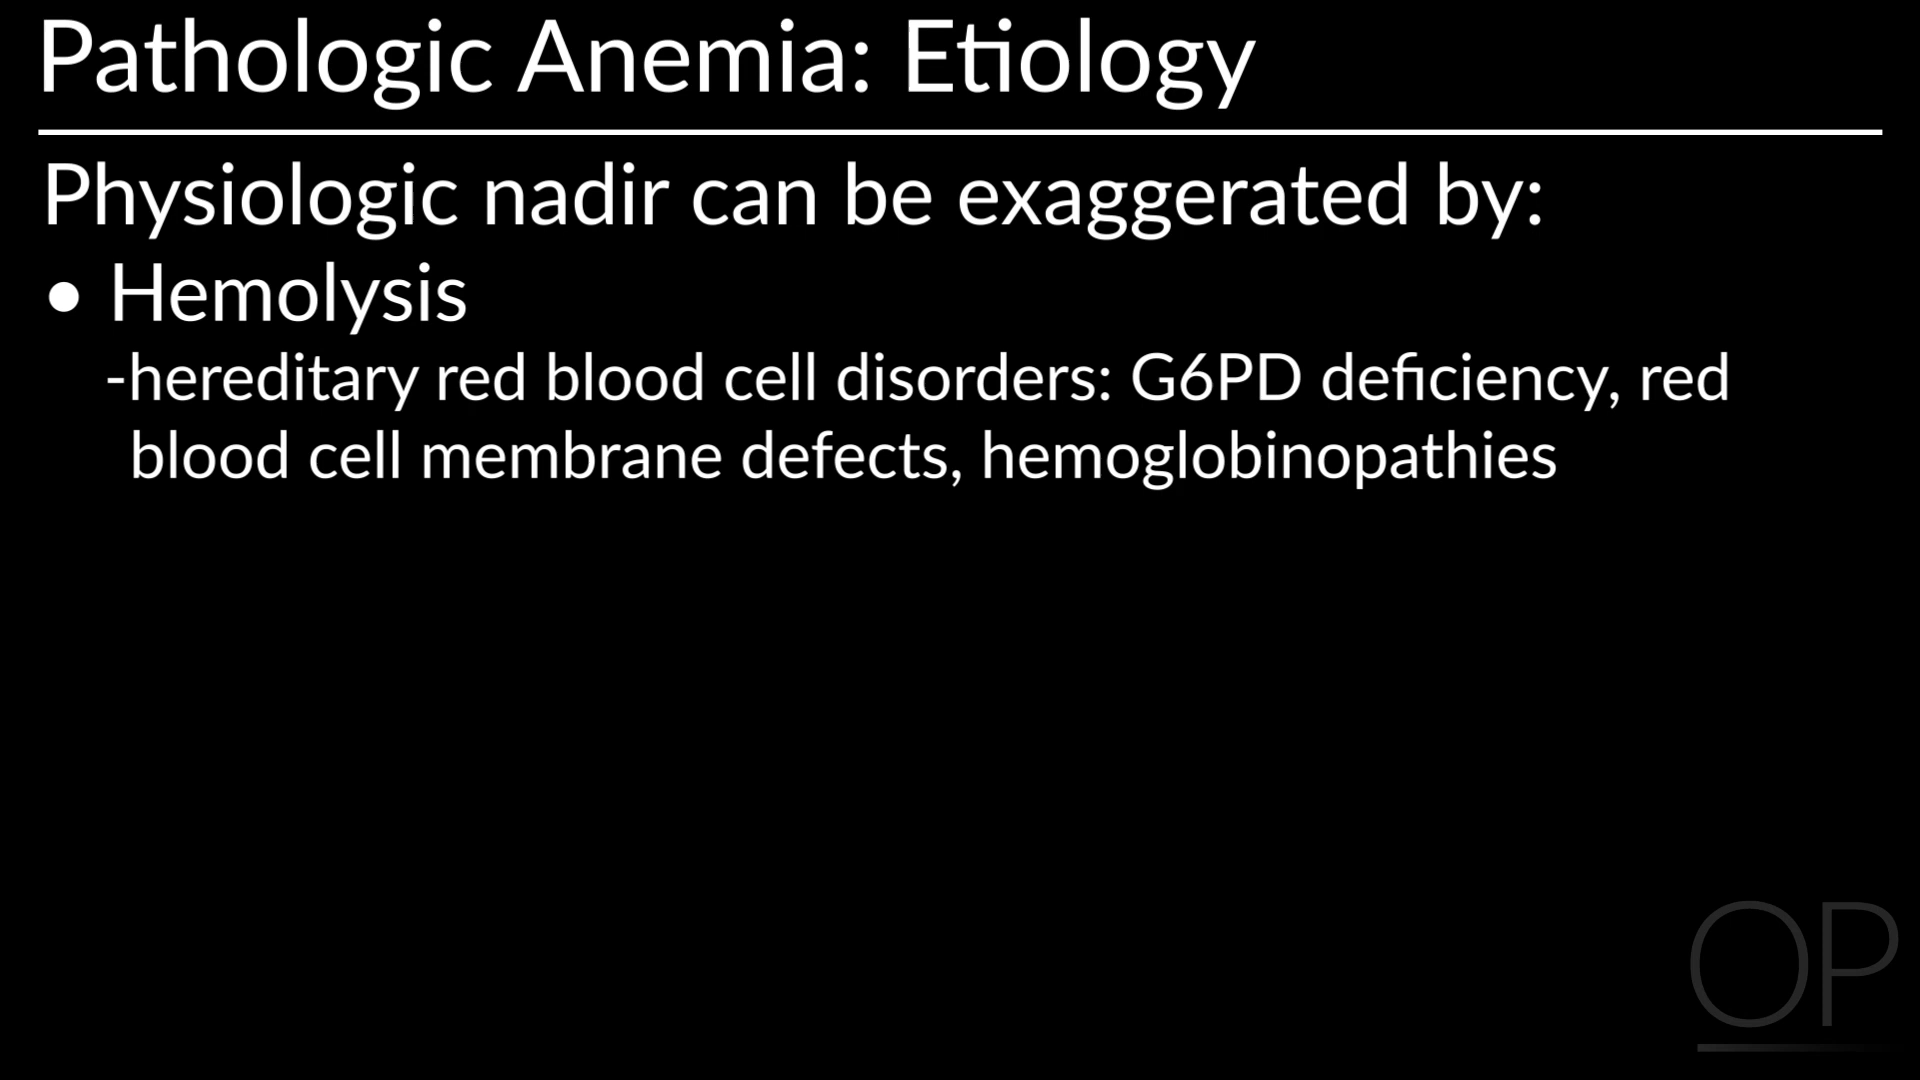 Pathologic Anemia: Etiology
Physiologic nadir can be exaggerated by:
• Hemolysis
-hereditary red blood cell disorders: G6PD deficiency, red
blood cell membrane defects, hemoglobinopathies
OP